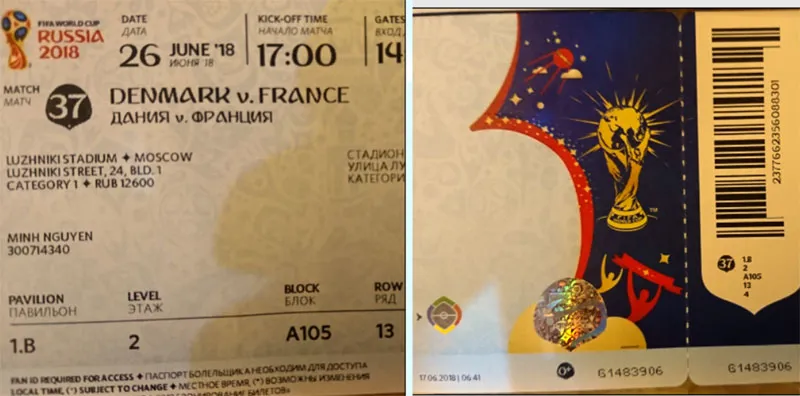 FIFA WORLD CUP
RUSSIA
2018
DATE
ДАТА
26 JUNE '18
ИЮНЯ '18
KICK-OFF TIME
НАЧАЛО МАТЧА
17:00
GATES
ВХОД
14
MATCH
МАТЧ
37
DENMARK v. FRANCE
ДАНИЯ v. ФРАНЦИЯ
LUZHNIKI STADIUM ✦ MOSCOW
LUZHNIKI STREET, 24, BLD. 1
CATEGORY 1 ✦ RUB 12600
СТАДИОН
УЛИЦА ЛУ
КАТЕГОРИ
MINH NGUYEN
300714340
PAVILION
ПАВИЛЬОН
1.B
LEVEL
ЭТАЖ
2
BLOCK
БЛОК
A105
ROW
РЯД
13
FAN ID REQUIRED FOR ACCESS ✦ ПАСПОРТ БОЛЕЛЬЩИКА НЕОБХОДИМ ДЛЯ ДОСТУПА
LOCAL TIME, (*) SUBJECT TO CHANGE ✦ МЕСТНОЕ ВРЕМЯ, (*) ВОЗМОЖНЫ ИЗМЕНЕНИЯ
FIFA
TM
2377662356088301
37
1.B
2
A105
13
4
17.06.2018 | 06:41
0+
61483906
61483906